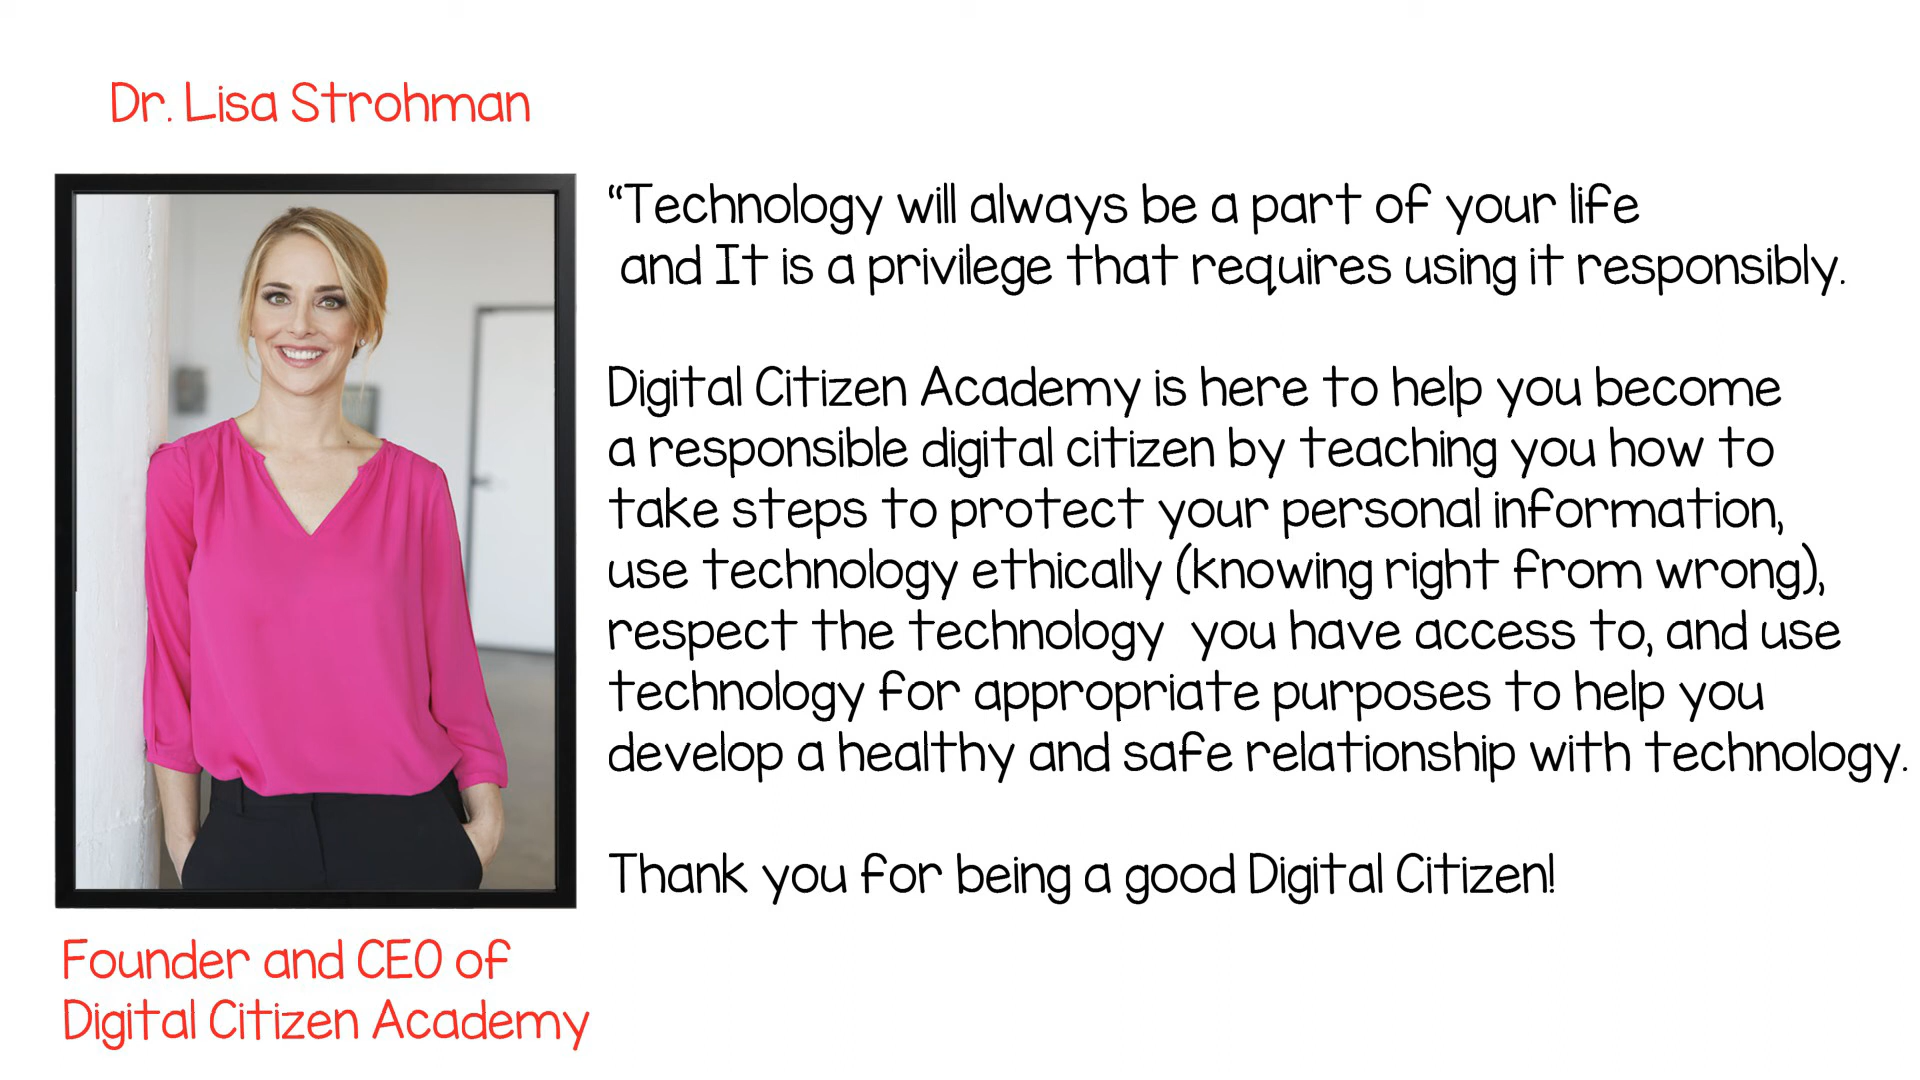 Dr. Lisa Strohman
“Technology will always be a part of your life
and It is a privilege that requires using it responsibly.
Digital Citizen Academy is here to help you become
a responsible digital citizen by teaching you how to
take steps to protect your personal information,
use technology ethically (knowing right from wrong),
respect the technology  you have access to, and use
technology for appropriate purposes to help you
develop a healthy and safe relationship with technology.
Thank you for being a good Digital Citizen!
Founder and CEO of
Digital Citizen Academy